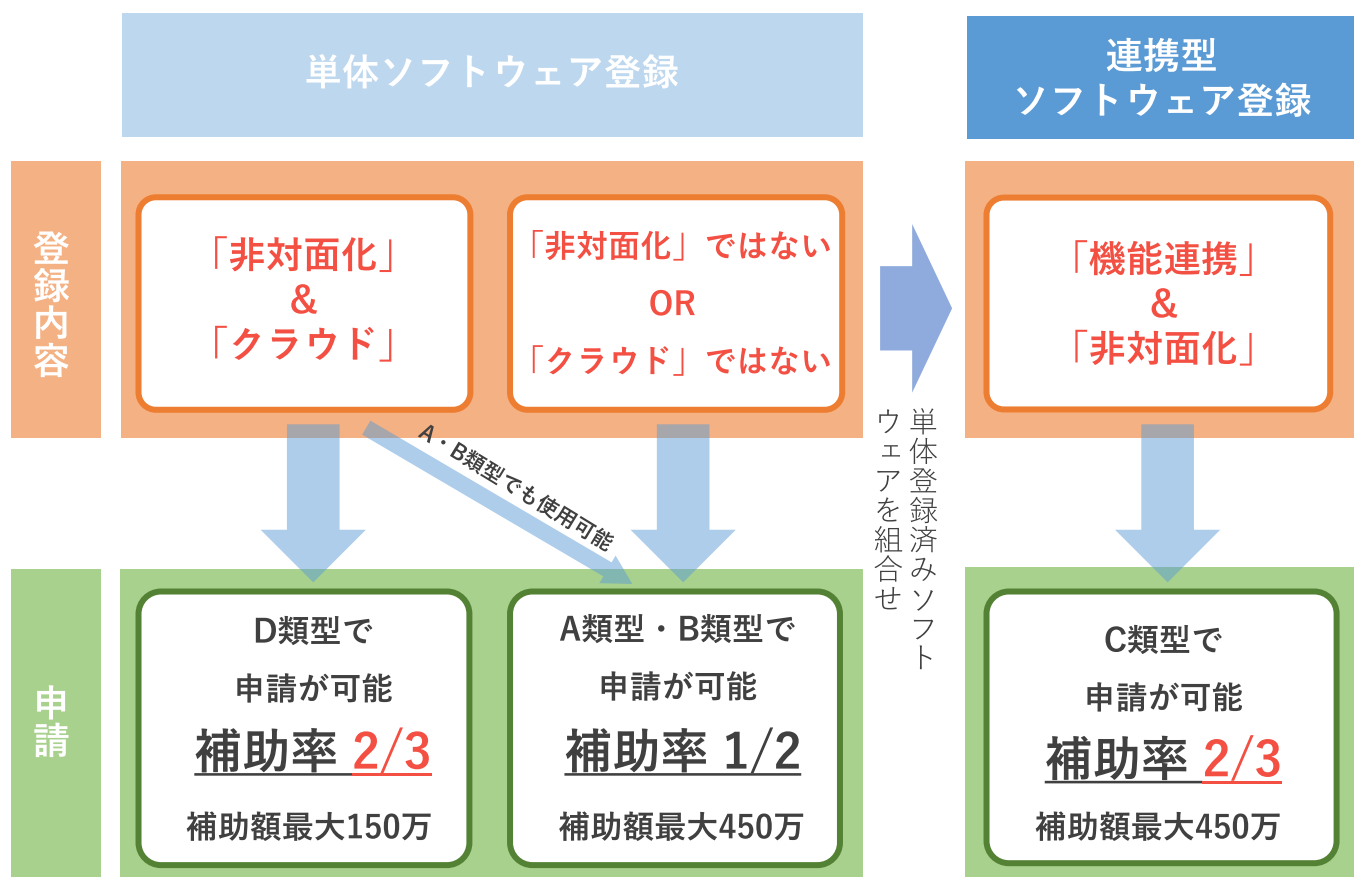 単体ソフトウェア登録
連携型
ソフトウェア登録
登録内容
「非対面化」
&
「クラウド」
「非対面化」ではない
OR
「クラウド」ではない
「機能連携」
&
「非対面化」
A・B類型でも使用可能
単体登録済みソフト
ウェアを組合せ
申請
D類型で
申請が可能
補助率 2/3
補助額最大150万
A類型・B類型で
申請が可能
補助率 1/2
補助額最大450万
C類型で
申請が可能
補助率 2/3
補助額最大450万